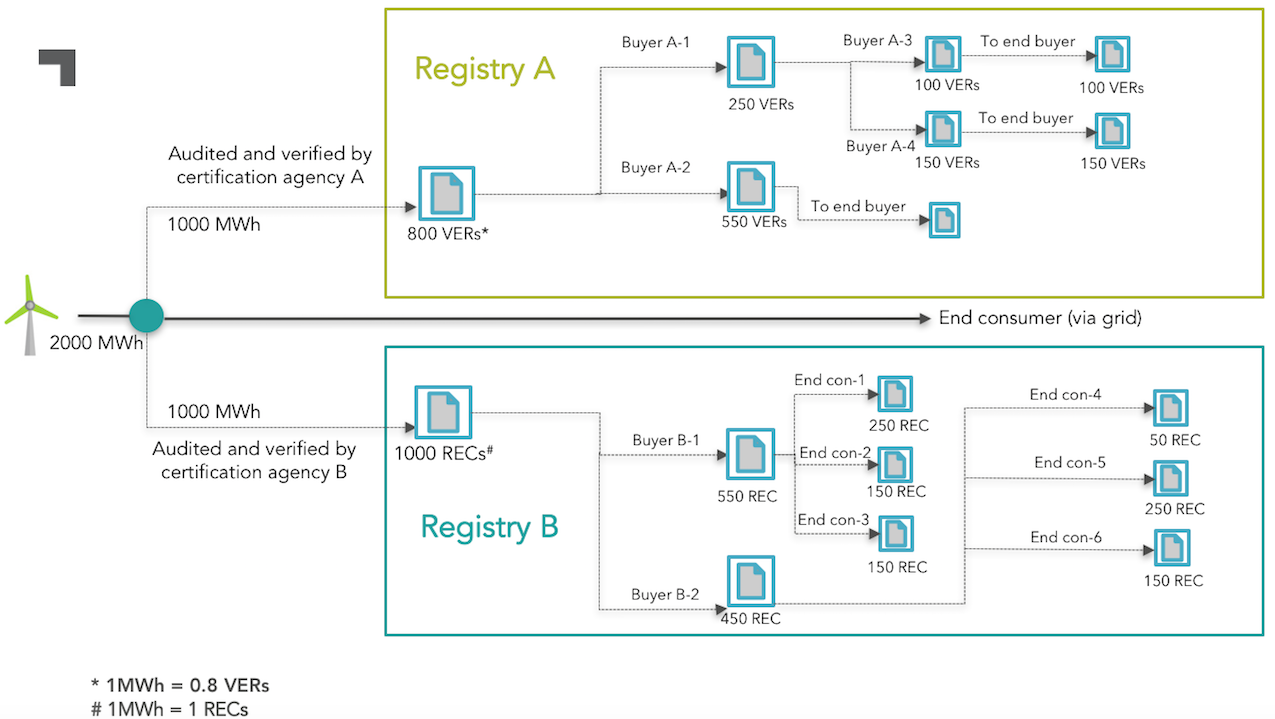 Registry A
Buyer A-1
250 VERs
Buyer A-3
100 VERs
To end buyer
100 VERs
Buyer A-4
150 VERs
To end buyer
150 VERs
Audited and verified by
certification agency A
1000 MWh
800 VERs*
Buyer A-2
550 VERs
To end buyer
2000 MWh
End consumer (via grid)
1000 MWh
Audited and verified by
certification agency B
1000 RECs#
Registry B
Buyer B-1
550 REC
End con-1
250 REC
End con-2
150 REC
End con-3
150 REC
Buyer B-2
450 REC
End con-4
50 REC
End con-5
250 REC
End con-6
150 REC
* 1MWh = 0.8 VERs
# 1MWh = 1 RECs